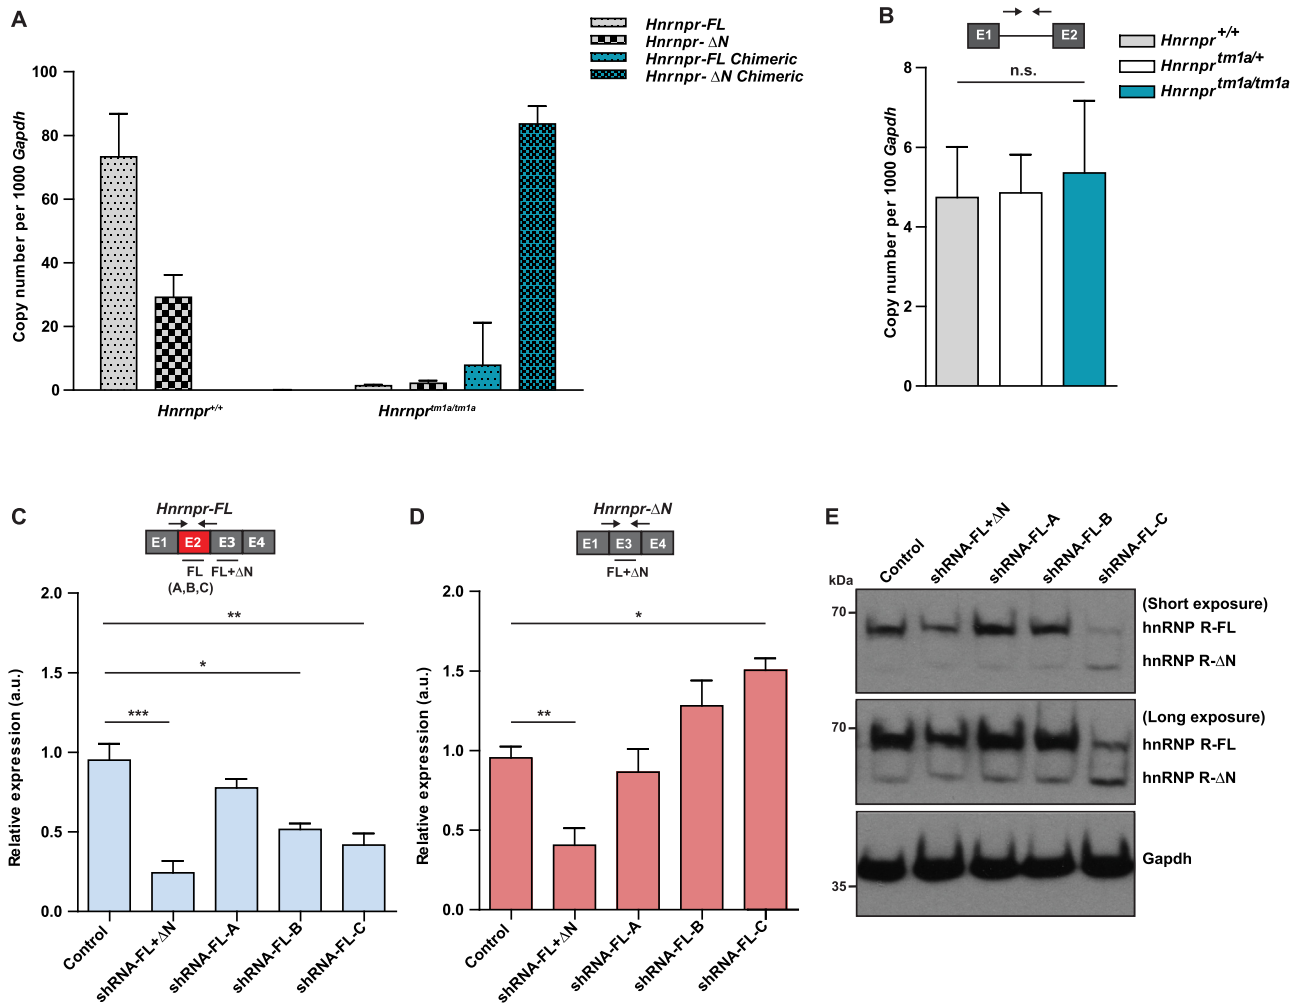 A
Hnrnpr-FL
Hnrnpr- ΔN
Hnrnpr-FL Chimeric
Hnrnpr- ΔN Chimeric
Copy number per 1000 Gapdh
100
80
60
40
20
0
Hnrnpr+/+
Hnrnprtm1a/tm1a
B
E1
E2
Hnrnpr+/+
Hnrnprtm1a/+
Hnrnprtm1a/tm1a
n.s.
Copy number per 1000 Gapdh
8
6
4
2
0
C
Hnrnpr-FL
E1 E2 E3 E4
FL FL+ΔN
(A,B,C)
Relative expression (a.u.)
2.0
1.5
1.0
0.5
0.0
**
*
***
Control
shRNA-FL+ΔN
shRNA-FL-A
shRNA-FL-B
shRNA-FL-C
D
Hnrnpr-ΔN
E1 E3 E4
FL+ΔN
Relative expression (a.u.)
2.0
1.5
1.0
0.5
0.0
*
**
Control
shRNA-FL+ΔN
shRNA-FL-A
shRNA-FL-B
shRNA-FL-C
E
Control
shRNA-FL+ΔN
shRNA-FL-A
shRNA-FL-B
shRNA-FL-C
kDa
70
(Short exposure)
hnRNP R-FL
hnRNP R-ΔN
70
(Long exposure)
hnRNP R-FL
hnRNP R-ΔN
Gapdh
35